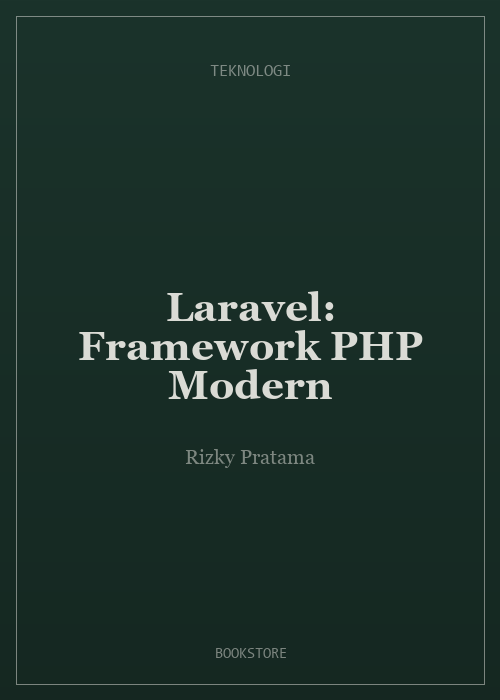 TEKNOLOGI
Laravel:
Framework PHP
Modern
Rizky Pratama
BOOKSTORE